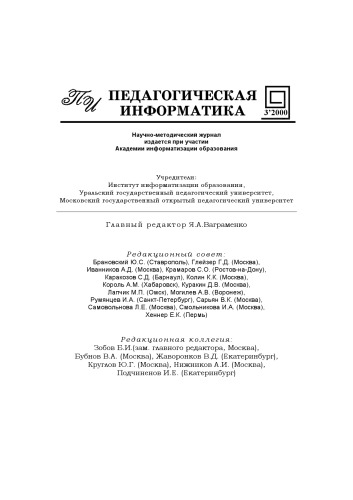 ПИ
ПЕДАГОГИЧЕСКАЯ
ИНФОРМАТИКА
3'2000
Научно-методический журнал
издается при участии
Академии информатизации образования
Учредители:
Институт информатизации образования,
Уральский государственный педагогический университет,
Московский государственный открытый педагогический университет
Главный редактор Я.А.Ваграменко
Редакционный совет:
Брановский Ю.С. (Ставрополь), Глейзер Г.Д. (Москва),
Иванников А.Д. (Москва), Крамаров С.О. (Ростов-на-Дону),
Каракозов С.Д. (Барнаул), Колин К.К. (Москва),
Король А.М. (Хабаровск), Куракин Д.В. (Москва),
Лапчик М.П. (Омск), Могилев А.В. (Воронеж),
Румянцев И.А. (Санкт-Петербург), Сарьян В.К. (Москва),
Самовольнова Л.Е. (Москва), Смольникова И.А. (Москва),
Хеннер Е.К. (Пермь)
Редакционная коллегия:
Зобов Б.И.(зам. главного редактора, Москва),
Бубнов В.А. (Москва), Жаворонков В.Д. (Екатеринбург),
Круглов Ю.Г. (Москва), Нижников А.И. (Москва),
Подчиненов И.Е. (Екатеринбург)